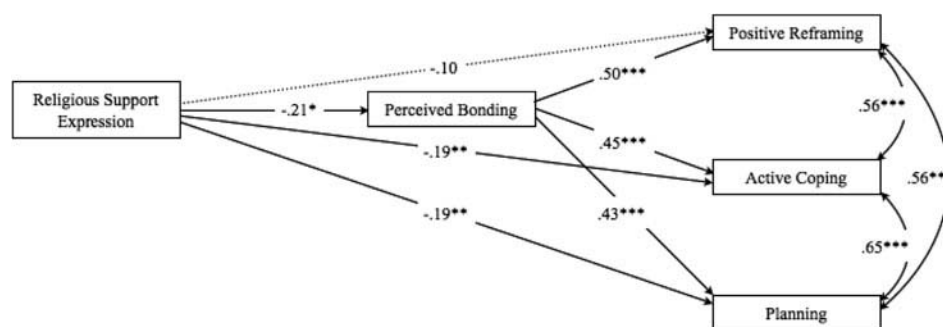 Positive Reframing
-.10
.50***
Religious Support
Expression
-.21*
Perceived Bonding
.56***
-.19**
.45***
Active Coping
.56**
-.19**
.43***
.65***
Planning